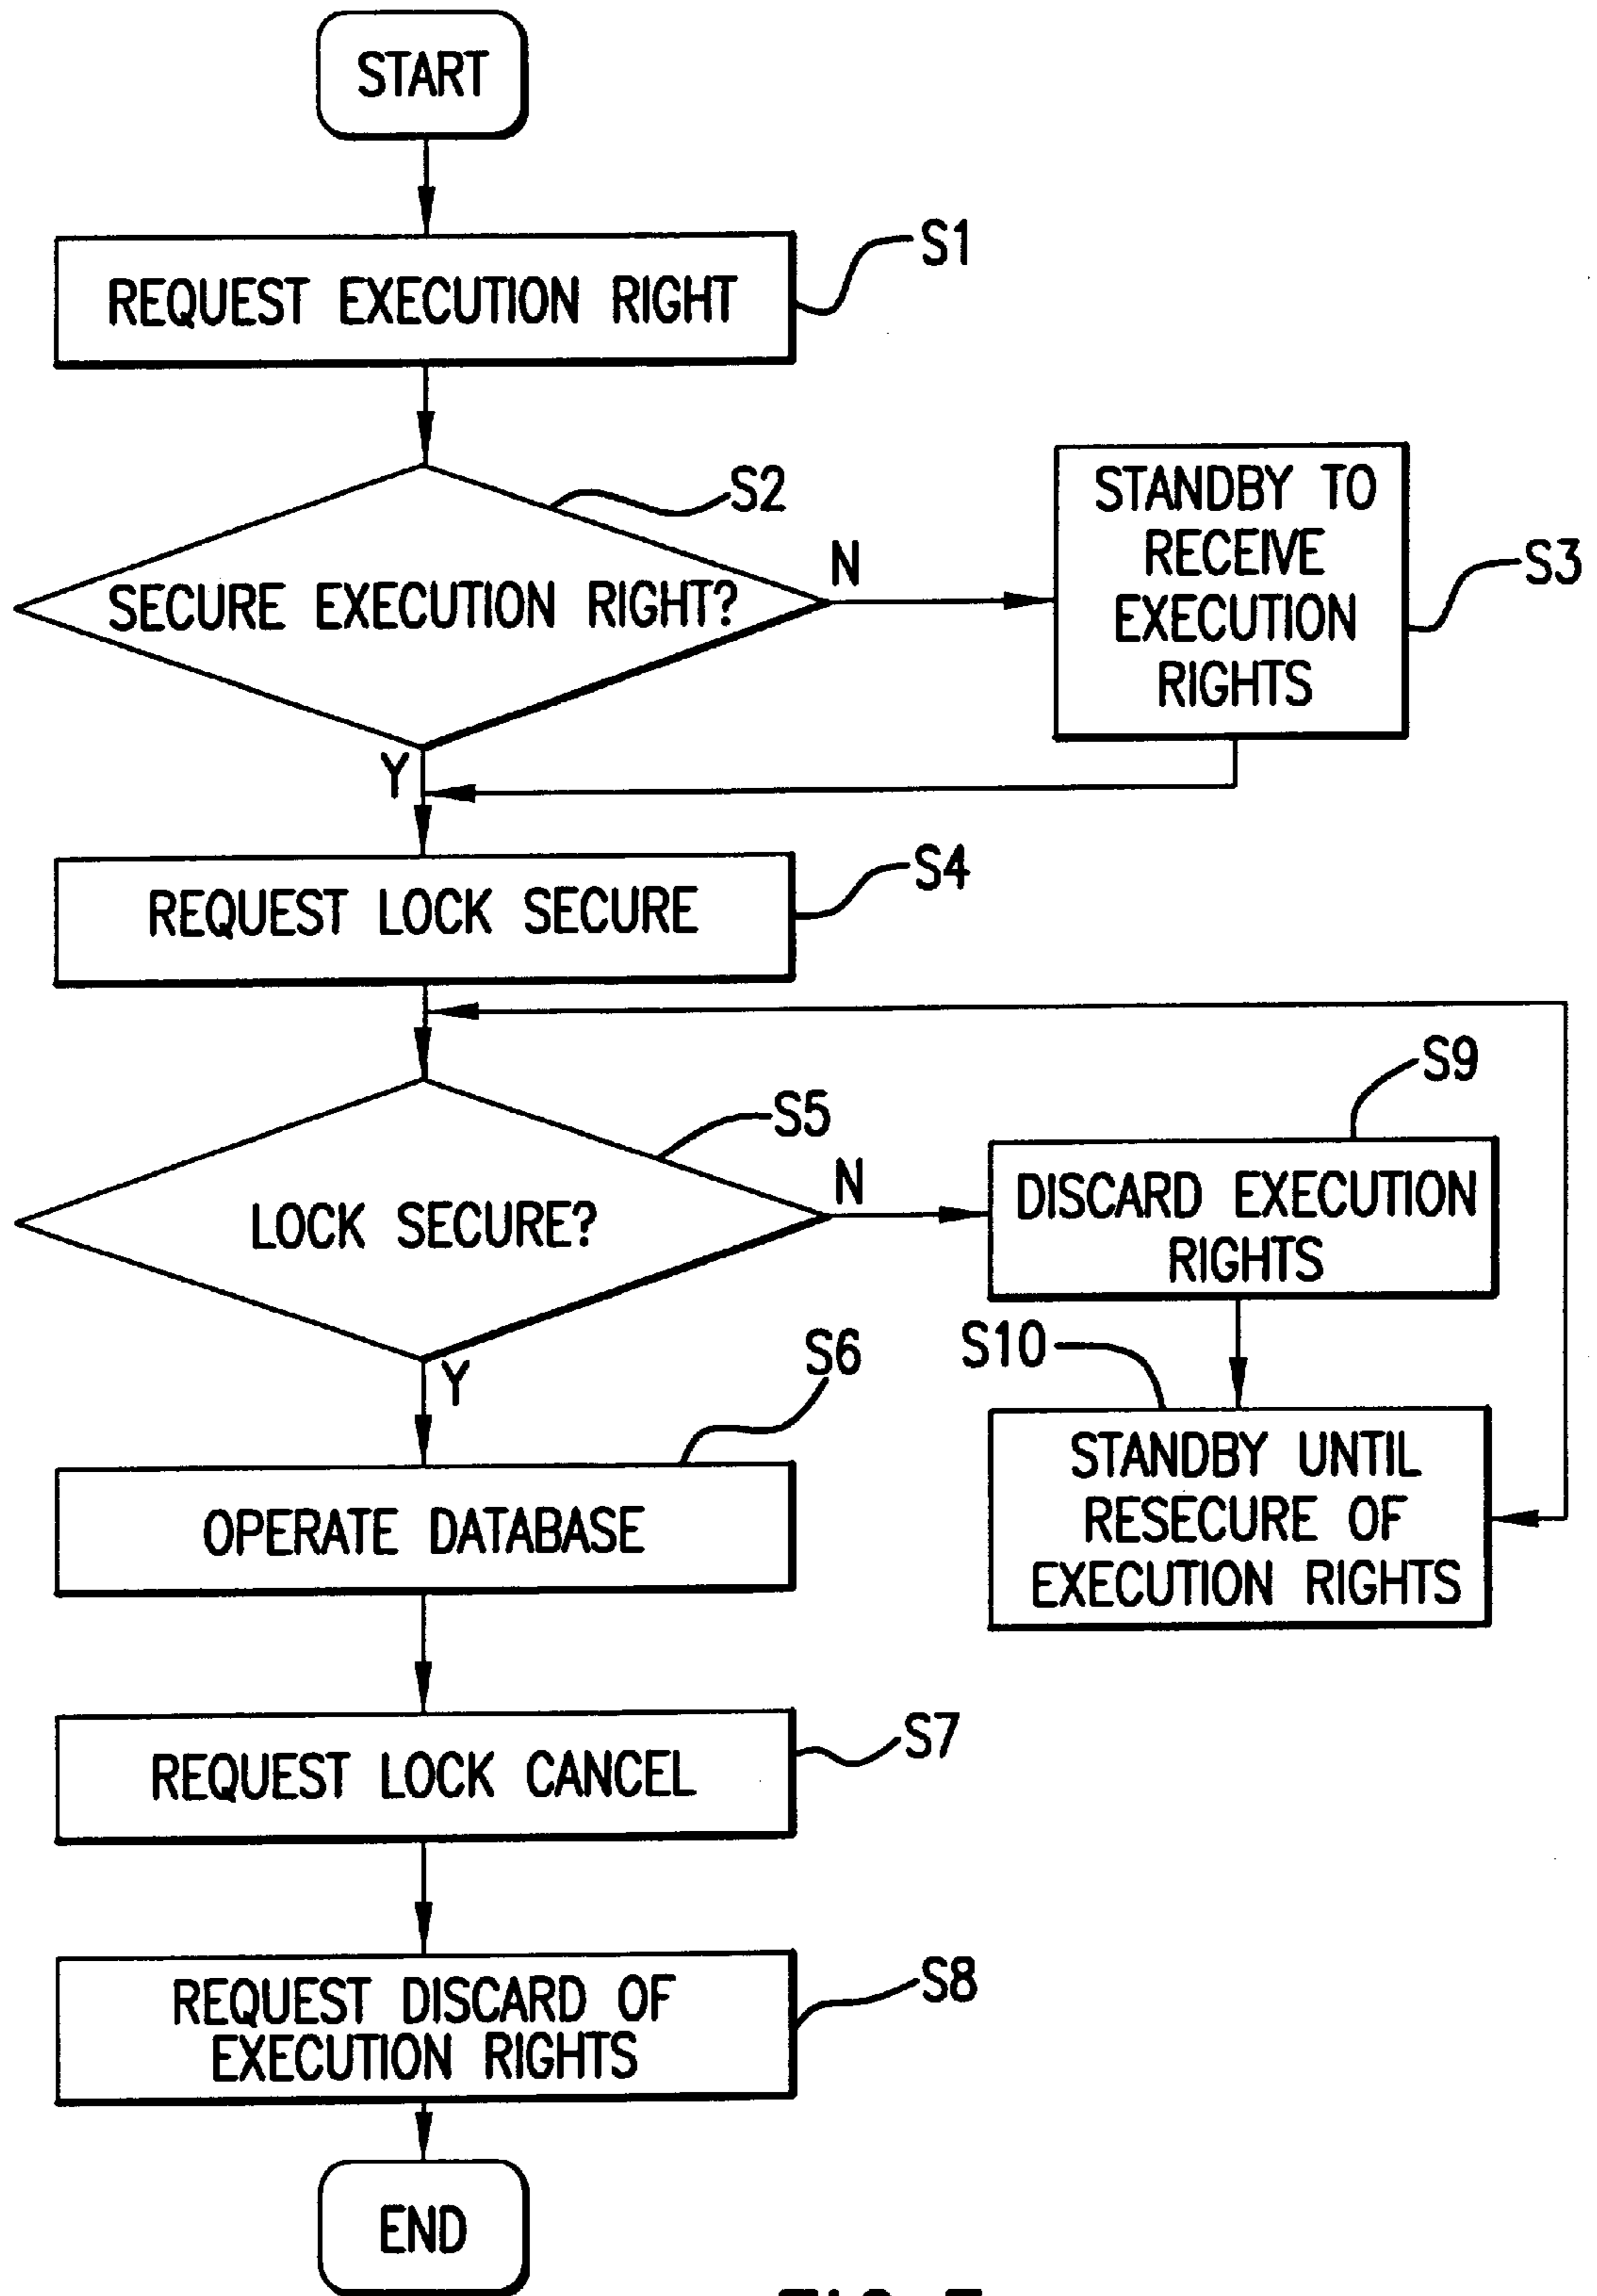 START
REQUEST EXECUTION RIGHT
S1
SECURE EXECUTION RIGHT?
S2
N
STANDBY TO
RECEIVE
EXECUTION
RIGHTS
S3
Y
REQUEST LOCK SECURE
S4
LOCK SECURE?
S5
N
DISCARD EXECUTION
RIGHTS
S9
S10
STANDBY UNTIL
RESECURE OF
EXECUTION RIGHTS
Y
S6
OPERATE DATABASE
REQUEST LOCK CANCEL
S7
REQUEST DISCARD OF
EXECUTION RIGHTS
S8
END